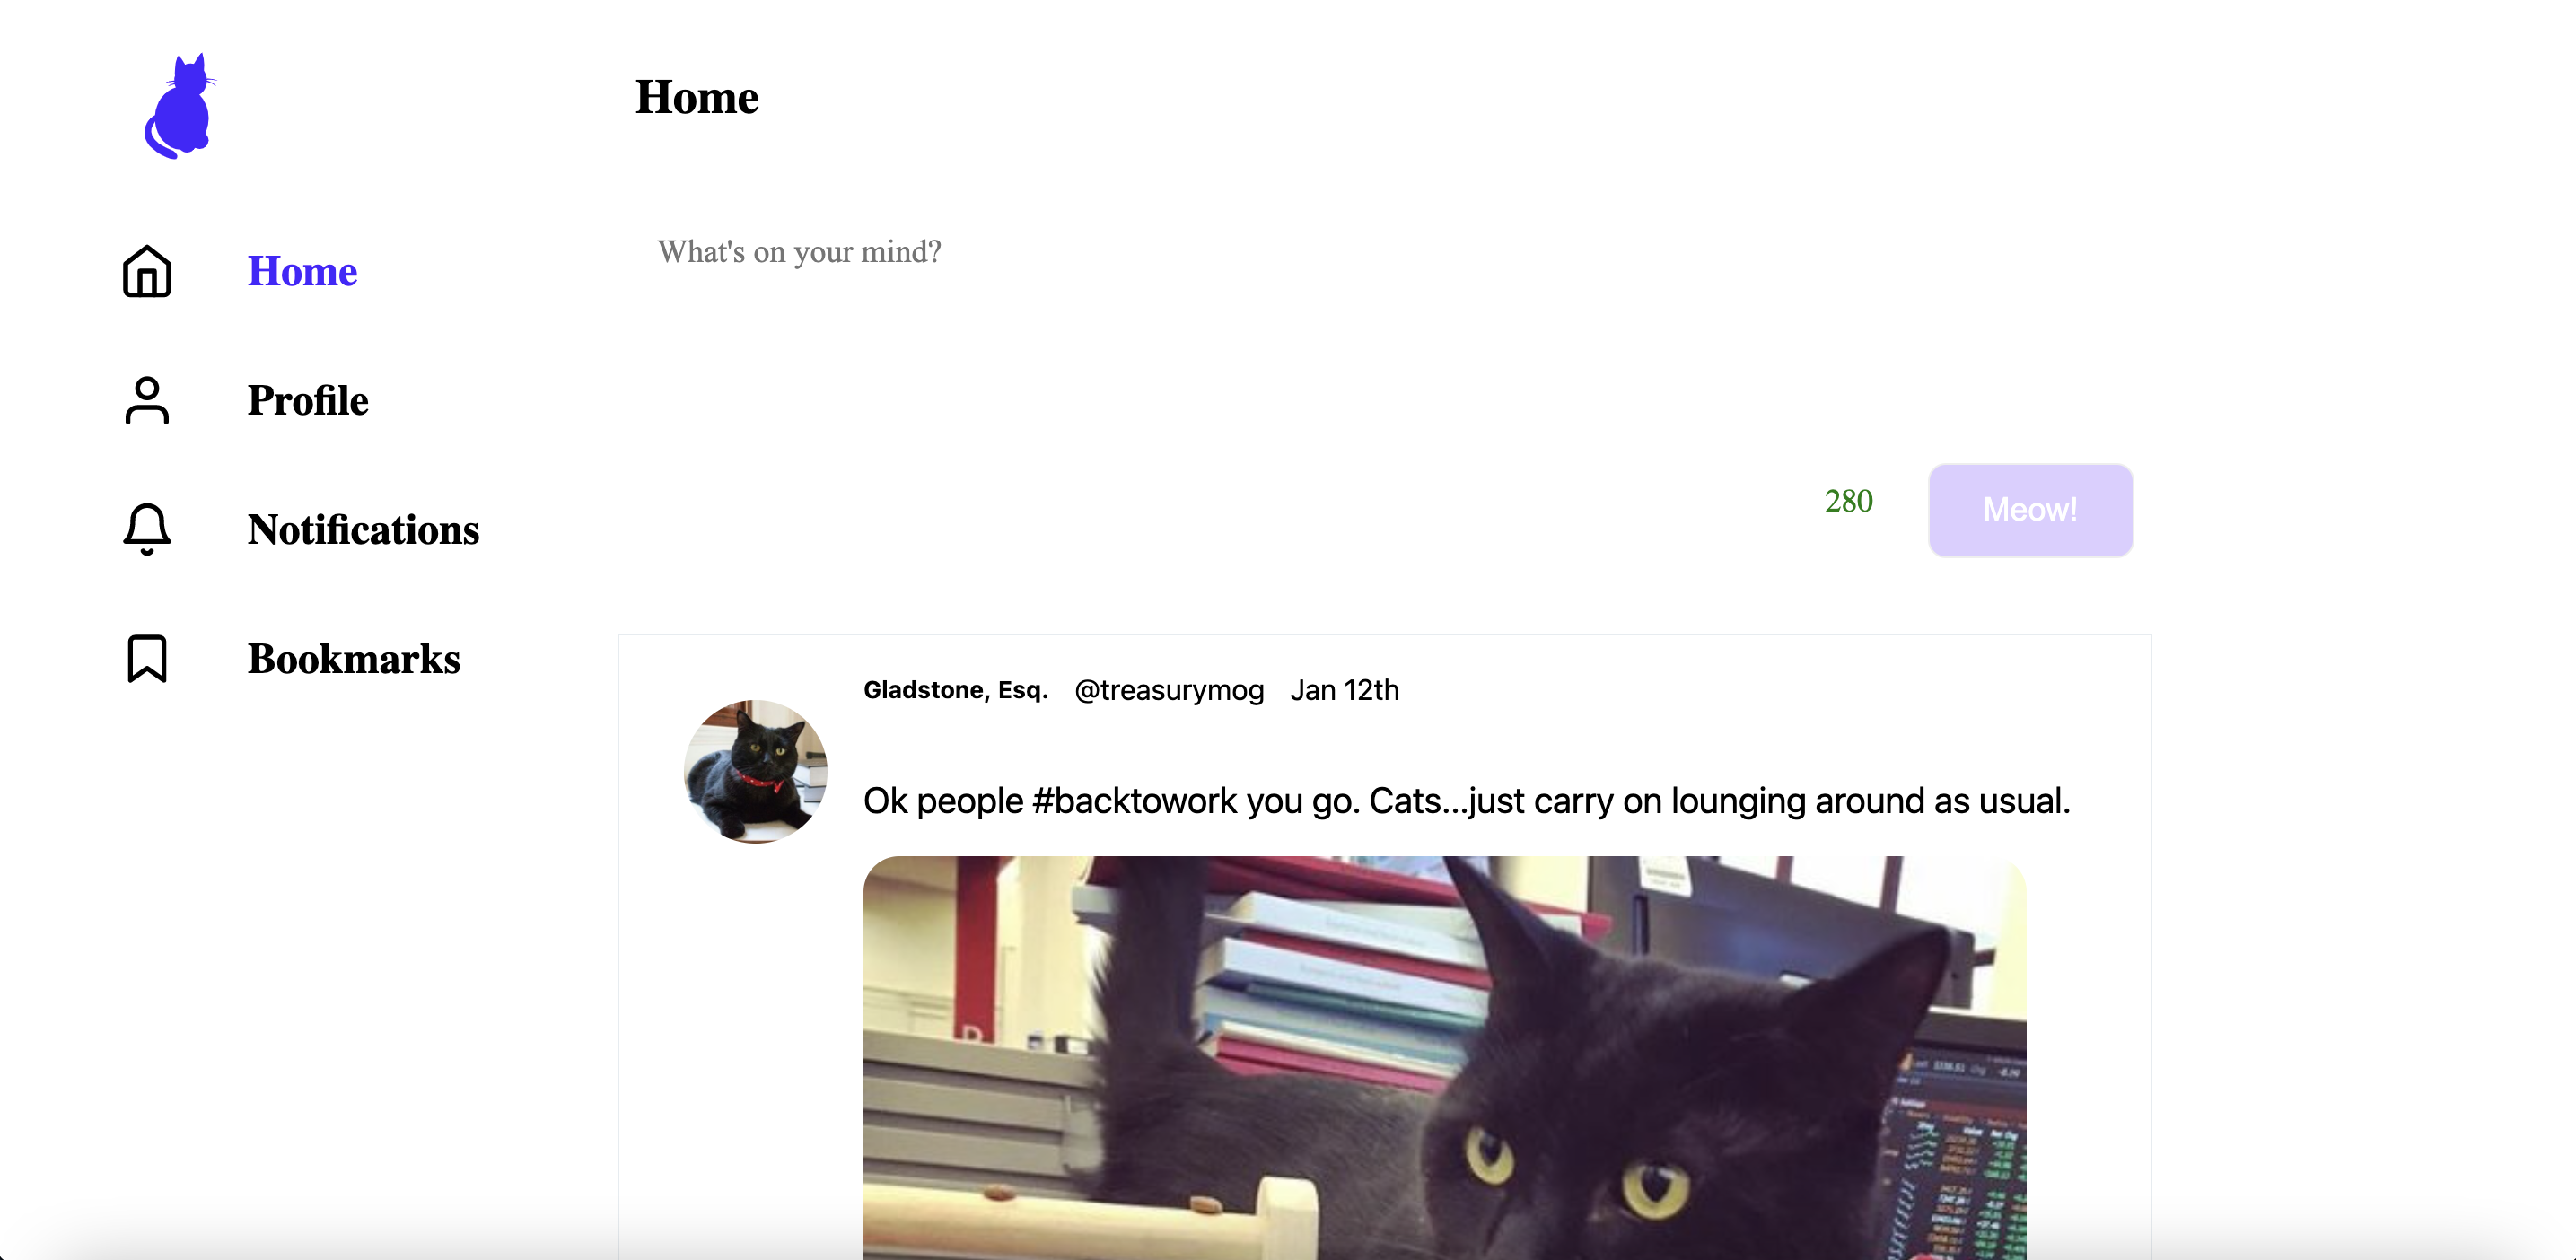 Home
Home
Profile
Notifications
Bookmarks
What's on your mind?
280
Meow!
Gladstone, Esq. @treasurymog Jan 12th
Ok people #backtowork you go. Cats...just carry on lounging around as usual.